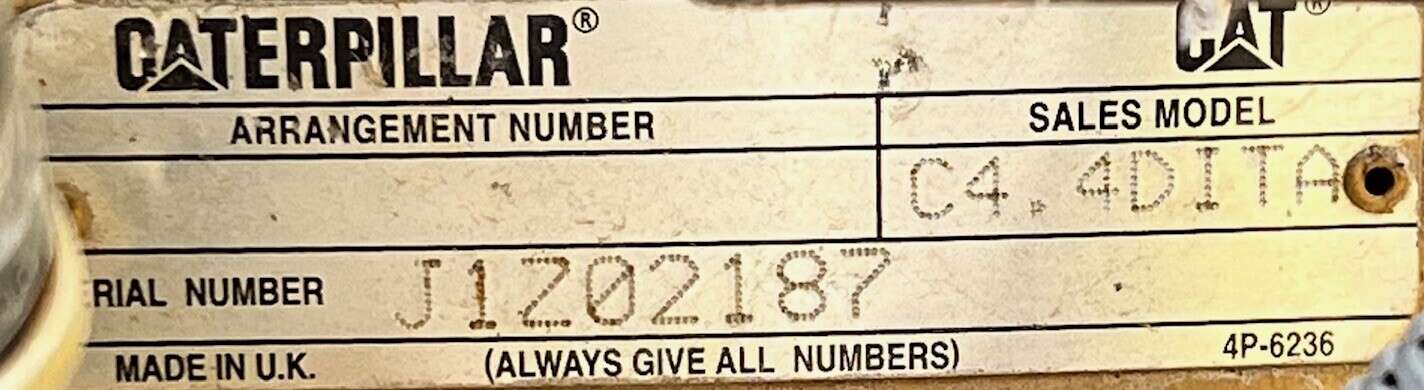 CATERPILLAR® CAT®
ARRANGEMENT NUMBER SALES MODEL
C4.4DITA
RIAL NUMBER J1Z02187
MADE IN U.K. (ALWAYS GIVE ALL NUMBERS) 4P-6236